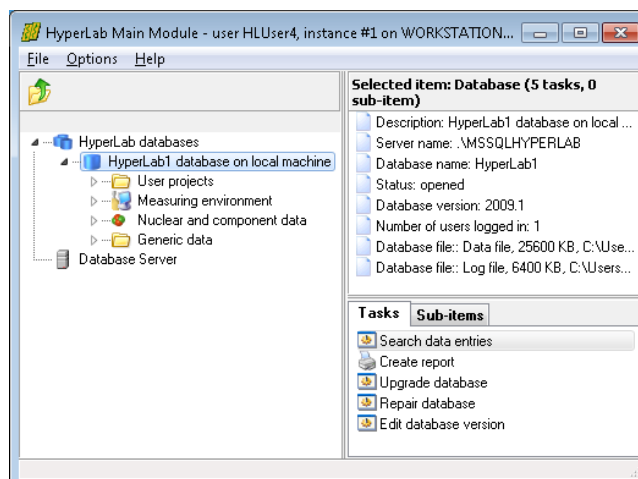 HyperLab Main Module - user HLUser4, instance #1 on WORKSTATION...
File Options Help
HyperLab databases
HyperLab1 database on local machine
User projects
Measuring environment
Nuclear and component data
Generic data
Database Server
Selected item: Database (5 tasks, 0
sub-item)
Description: HyperLab1 database on local ...
Server name: .\MSSQLHYPERLAB
Database name: HyperLab1
Status: opened
Database version: 2009.1
Number of users logged in: 1
Database file:: Data file, 25600 KB, C:\Use...
Database file:: Log file, 6400 KB, C:\Users...
Tasks Sub-items
Search data entries
Create report
Upgrade database
Repair database
Edit database version